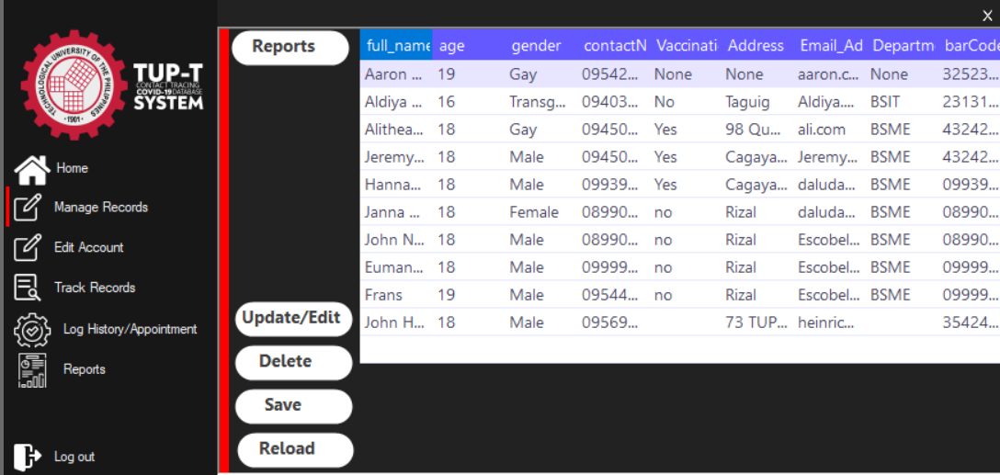 X
TECHNOLOGICAL UNIVERSITY OF THE PHILIPPINES
-1901-
TUP-T
CONTACT TRACING
COVID-19 DATABASE
SYSTEM
Home
Manage Records
Edit Account
Track Records
Log History/Appointment
Reports
Log out
Reports
Update/Edit
Delete
Save
Reload
full_name age gender contactN Vaccinati Address Email_Ad Departm barCode
Aaron ... 19 Gay 09542... None None aaron.c... None 32523...
Aldiya ... 16 Transg... 09403... No Taguig Aldiya.... BSIT 23131...
Alithea... 18 Gay 09450... Yes 98 Qu... ali.com BSME 43242...
Jeremy... 18 Male 09450... Yes Cagaya... Jeremy... BSME 43242...
Hanna... 18 Male 09939... Yes Cagaya... daluda... BSME 09939...
Janna ... 18 Female 08990... no Rizal daluda... BSME 08990...
John N... 18 Male 08990... no Rizal Escobel... BSME 08990...
Euman... 18 Male 09999... no Rizal Escobel... BSME 09999...
Frans 19 Male 09544... no Rizal Escobel... BSME 09999...
John H... 18 Male 09569... 73 TUP... heinric... 35424...